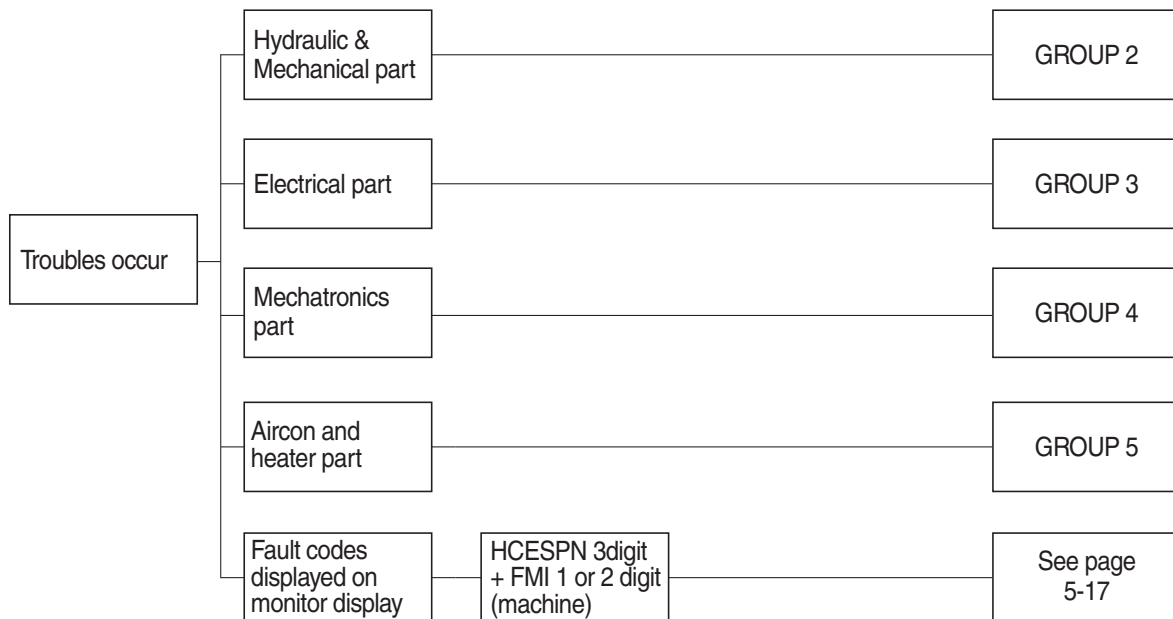 Hydraulic &
Mechanical part
GROUP 2
Electrical part
GROUP 3
Troubles occur
Mechatronics
part
GROUP 4
Aircon and
heater part
GROUP 5
Fault codes
displayed on
monitor display
HCESPN 3digit
+ FMI 1 or 2 digit
(machine)
See page
5-17